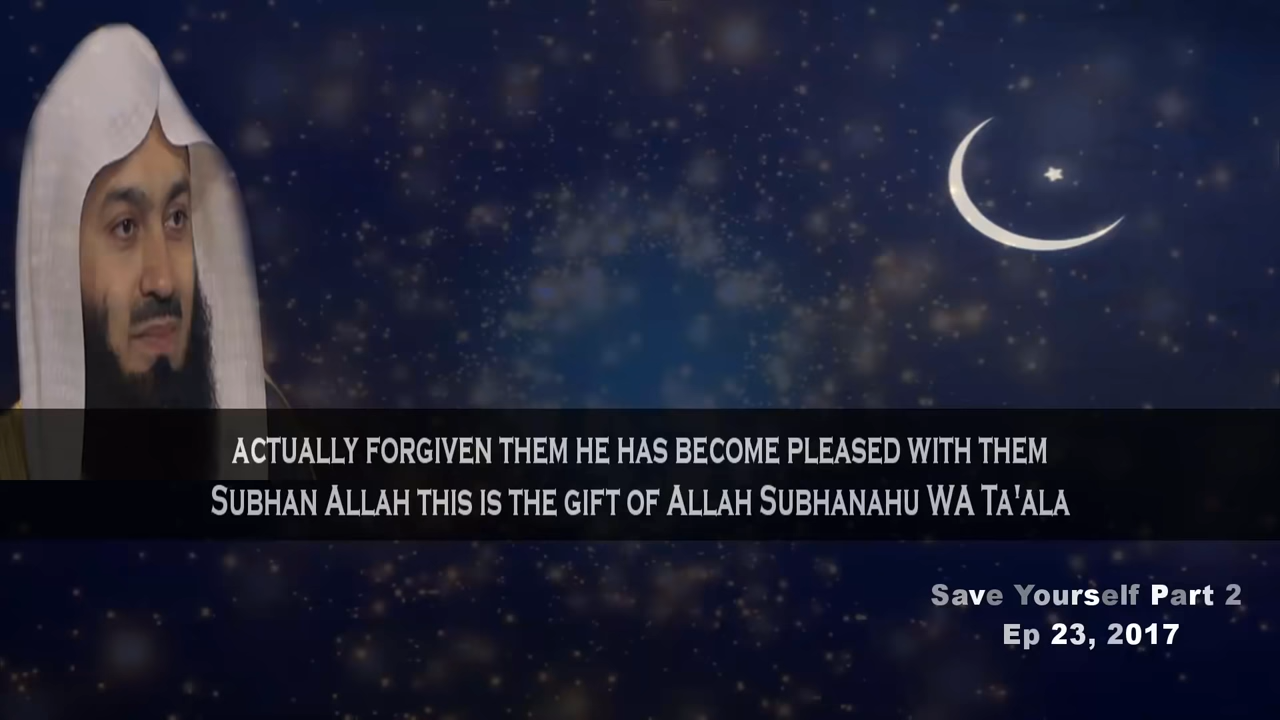 ACTUALLY FORGIVEN THEM HE HAS BECOME PLEASED WITH THEM
SUBHAN ALLAH THIS IS THE GIFT OF ALLAH SUBHANAHU WA TA'ALA
Save Yourself Part 2
Ep 23, 2017